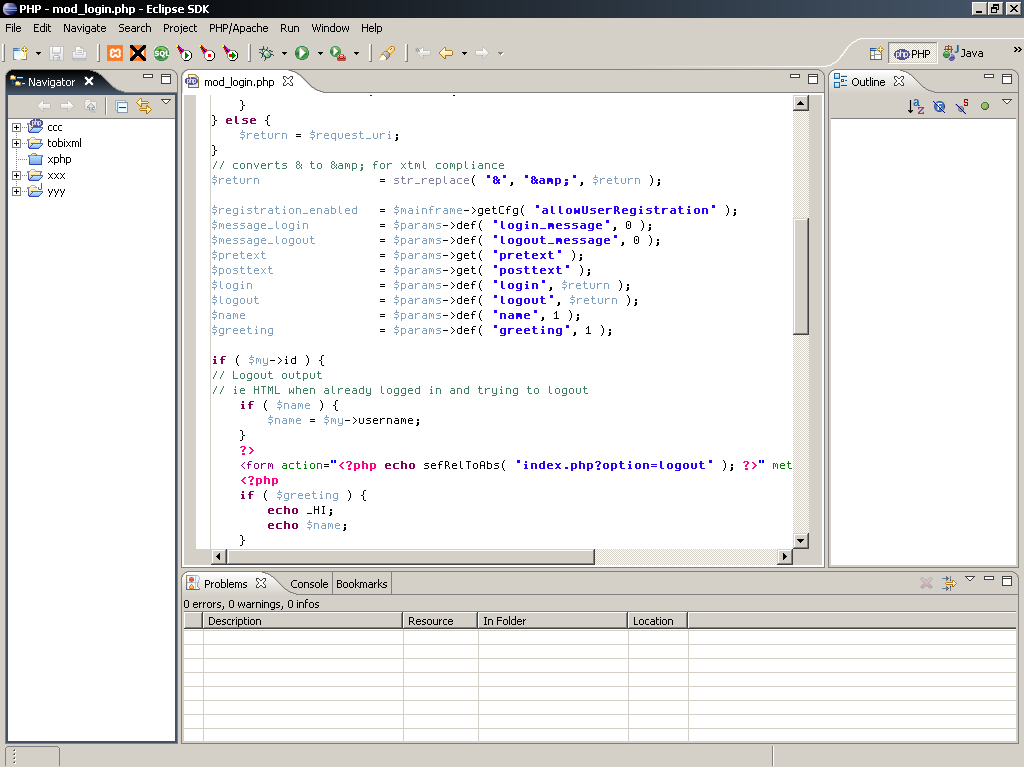 PHP - mod_login.php - Eclipse SDK
File Edit Navigate Search Project PHP/Apache Run Window Help
SQL
PHP Java »
Navigator
mod_login.php
Outline
ccc
tobixml
xphp
xxx
yyy
}
} else {
$return = $request_uri;
}
// converts & to &amp; for xtml compliance
$return = str_replace( '&', '&amp;', $return );
$registration_enabled = $mainframe->getCfg( 'allowUserRegistration' );
$message_login = $params->def( 'login_message', 0 );
$message_logout = $params->def( 'logout_message', 0 );
$pretext = $params->get( 'pretext' );
$posttext = $params->get( 'posttext' );
$login = $params->def( 'login', $return );
$logout = $params->def( 'logout', $return );
$name = $params->def( 'name', 1 );
$greeting = $params->def( 'greeting', 1 );
if ( $my->id ) {
// Logout output
// ie HTML when already logged in and trying to logout
if ( $name ) {
$name = $my->username;
}
?>
<form action="<?php echo sefRelToAbs( 'index.php?option=logout' ); ?>" met
<?php
if ( $greeting ) {
echo _HI;
echo $name;
}
Problems Console Bookmarks
0 errors, 0 warnings, 0 infos
Description Resource In Folder Location